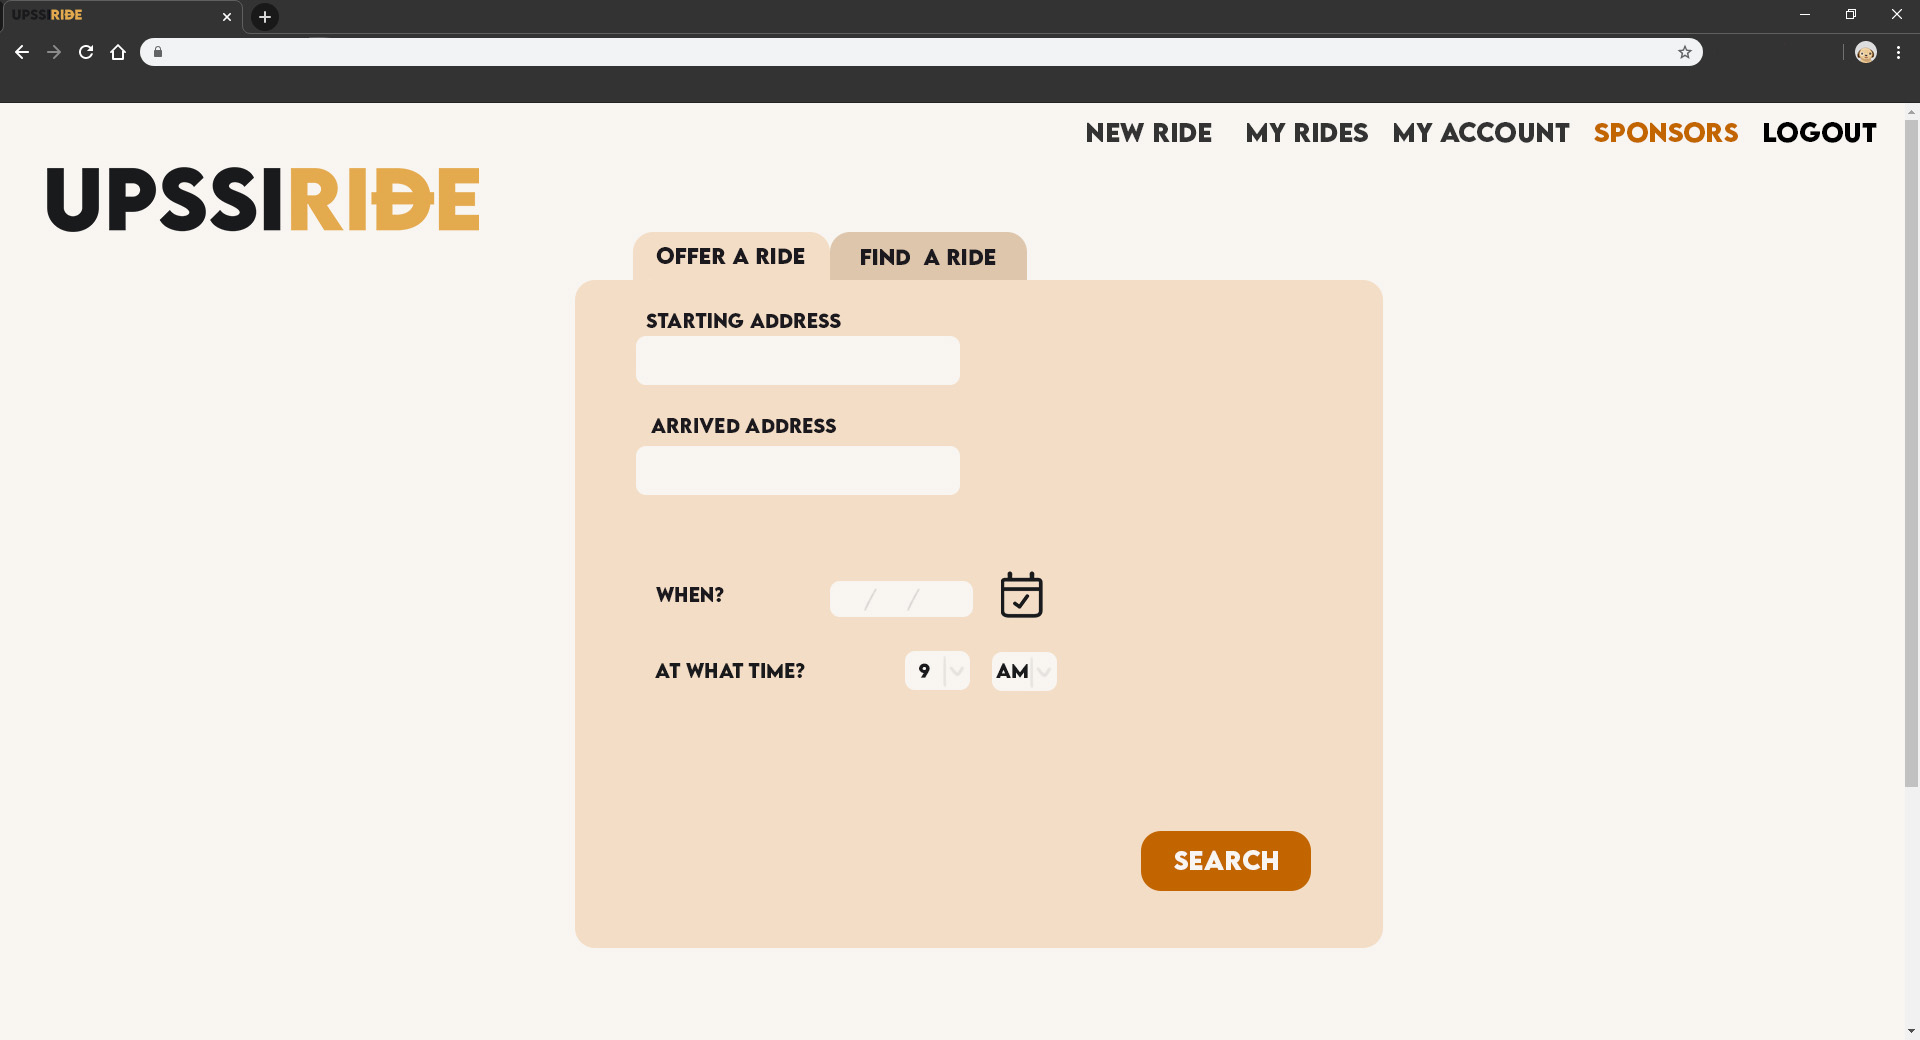 UPSSIRIDE
NEW RIDE MY RIDES MY ACCOUNT SPONSORS LOGOUT
UPSSIRIDE
OFFER A RIDE FIND A RIDE
STARTING ADDRESS
ARRIVED ADDRESS
WHEN? / /
AT WHAT TIME? 9 AM
SEARCH